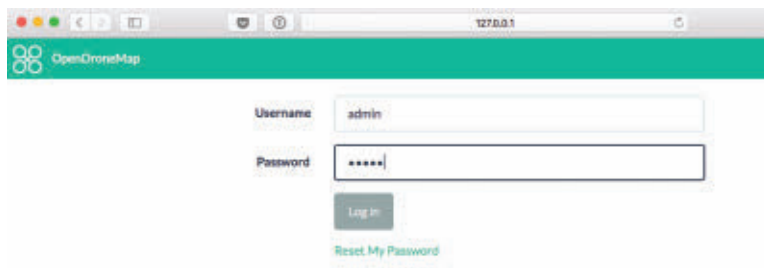 127.0.0.1
OpenDroneMap
Username admin
Password •••••
Log in
Reset My Password